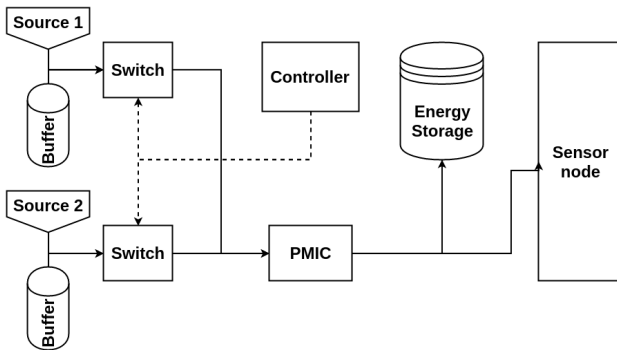 Source 1
Switch
Buffer
Controller
Energy
Storage
Sensor
node
Source 2
Switch
Buffer
PMIC